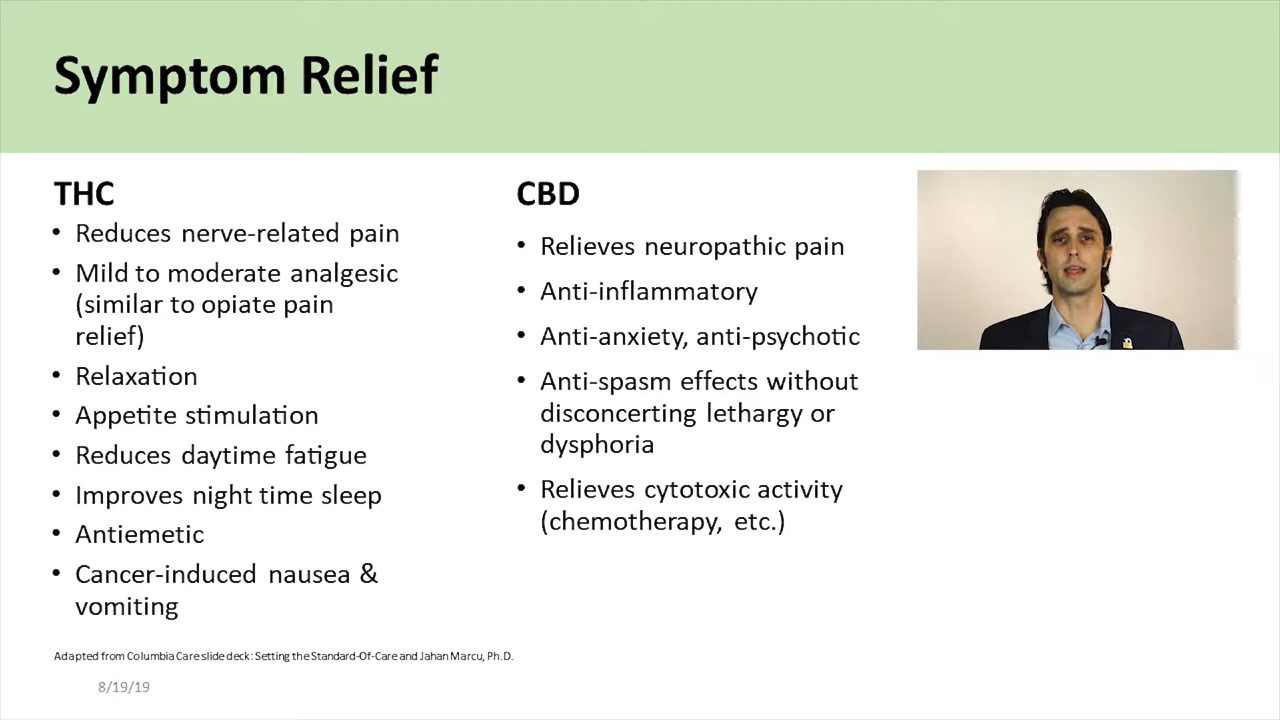 Symptom Relief
THC
• Reduces nerve-related pain
• Mild to moderate analgesic
(similar to opiate pain
relief)
• Relaxation
• Appetite stimulation
• Reduces daytime fatigue
• Improves night time sleep
• Antiemetic
• Cancer-induced nausea &
vomiting
CBD
• Relieves neuropathic pain
• Anti-inflammatory
• Anti-anxiety, anti-psychotic
• Anti-spasm effects without
disconcerting lethargy or
dysphoria
• Relieves cytotoxic activity
(chemotherapy, etc.)
Adapted from Columbia Care slide deck: Setting the Standard-Of-Care and Jahan Marcu, Ph.D.
8/19/19